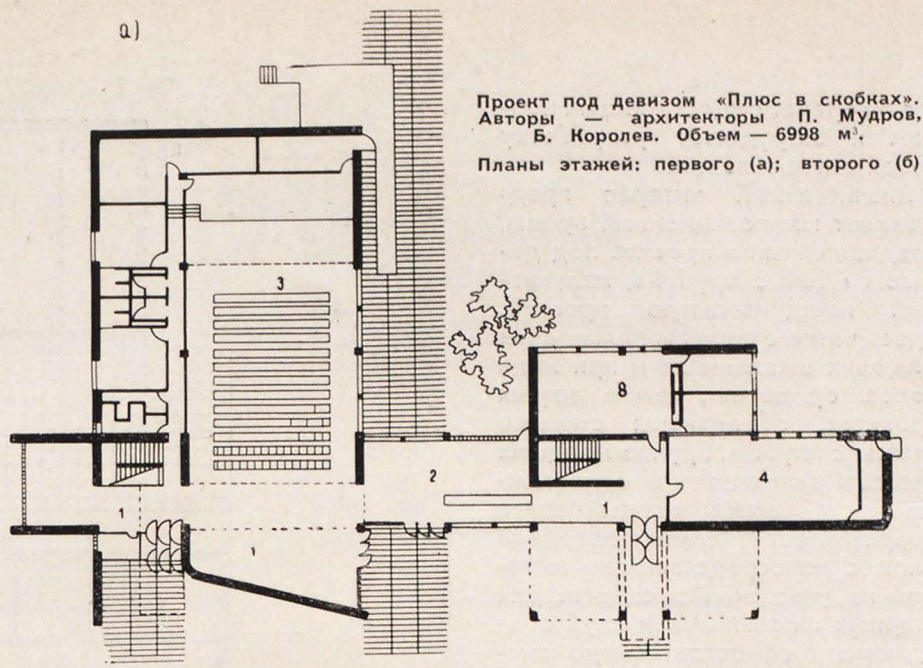 а)
Проект под девизом «Плюс в скобках».
Авторы — архитекторы П. Мудров,
Б. Королев. Объем — 6998 м³.
Планы этажей: первого (а); второго (б)
3
8
2
4
1
1
1